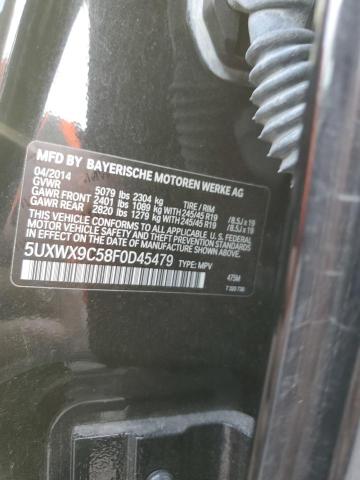 MFD BY BAYERISCHE MOTOREN WERKE AG
04/2014
GVWR 5079 lbs 2304 kg TIRE / RIM
GAWR FRONT 2401 lbs 1089 kg WITH 245/45 R19 /8.5J x 19
GAWR REAR 2820 lbs 1279 kg WITH 245/45 R19 /8.5J x 19
THIS VEHICLE CONFORMS TO ALL APPLICABLE U.S. FEDERAL
MOTOR VEHICLE SAFETY STANDARDS IN EFFECT ON THE
DATE OF MANUFACTURE SHOWN ABOVE.
5UXWX9C58F0D45479 TYPE: MPV
475M